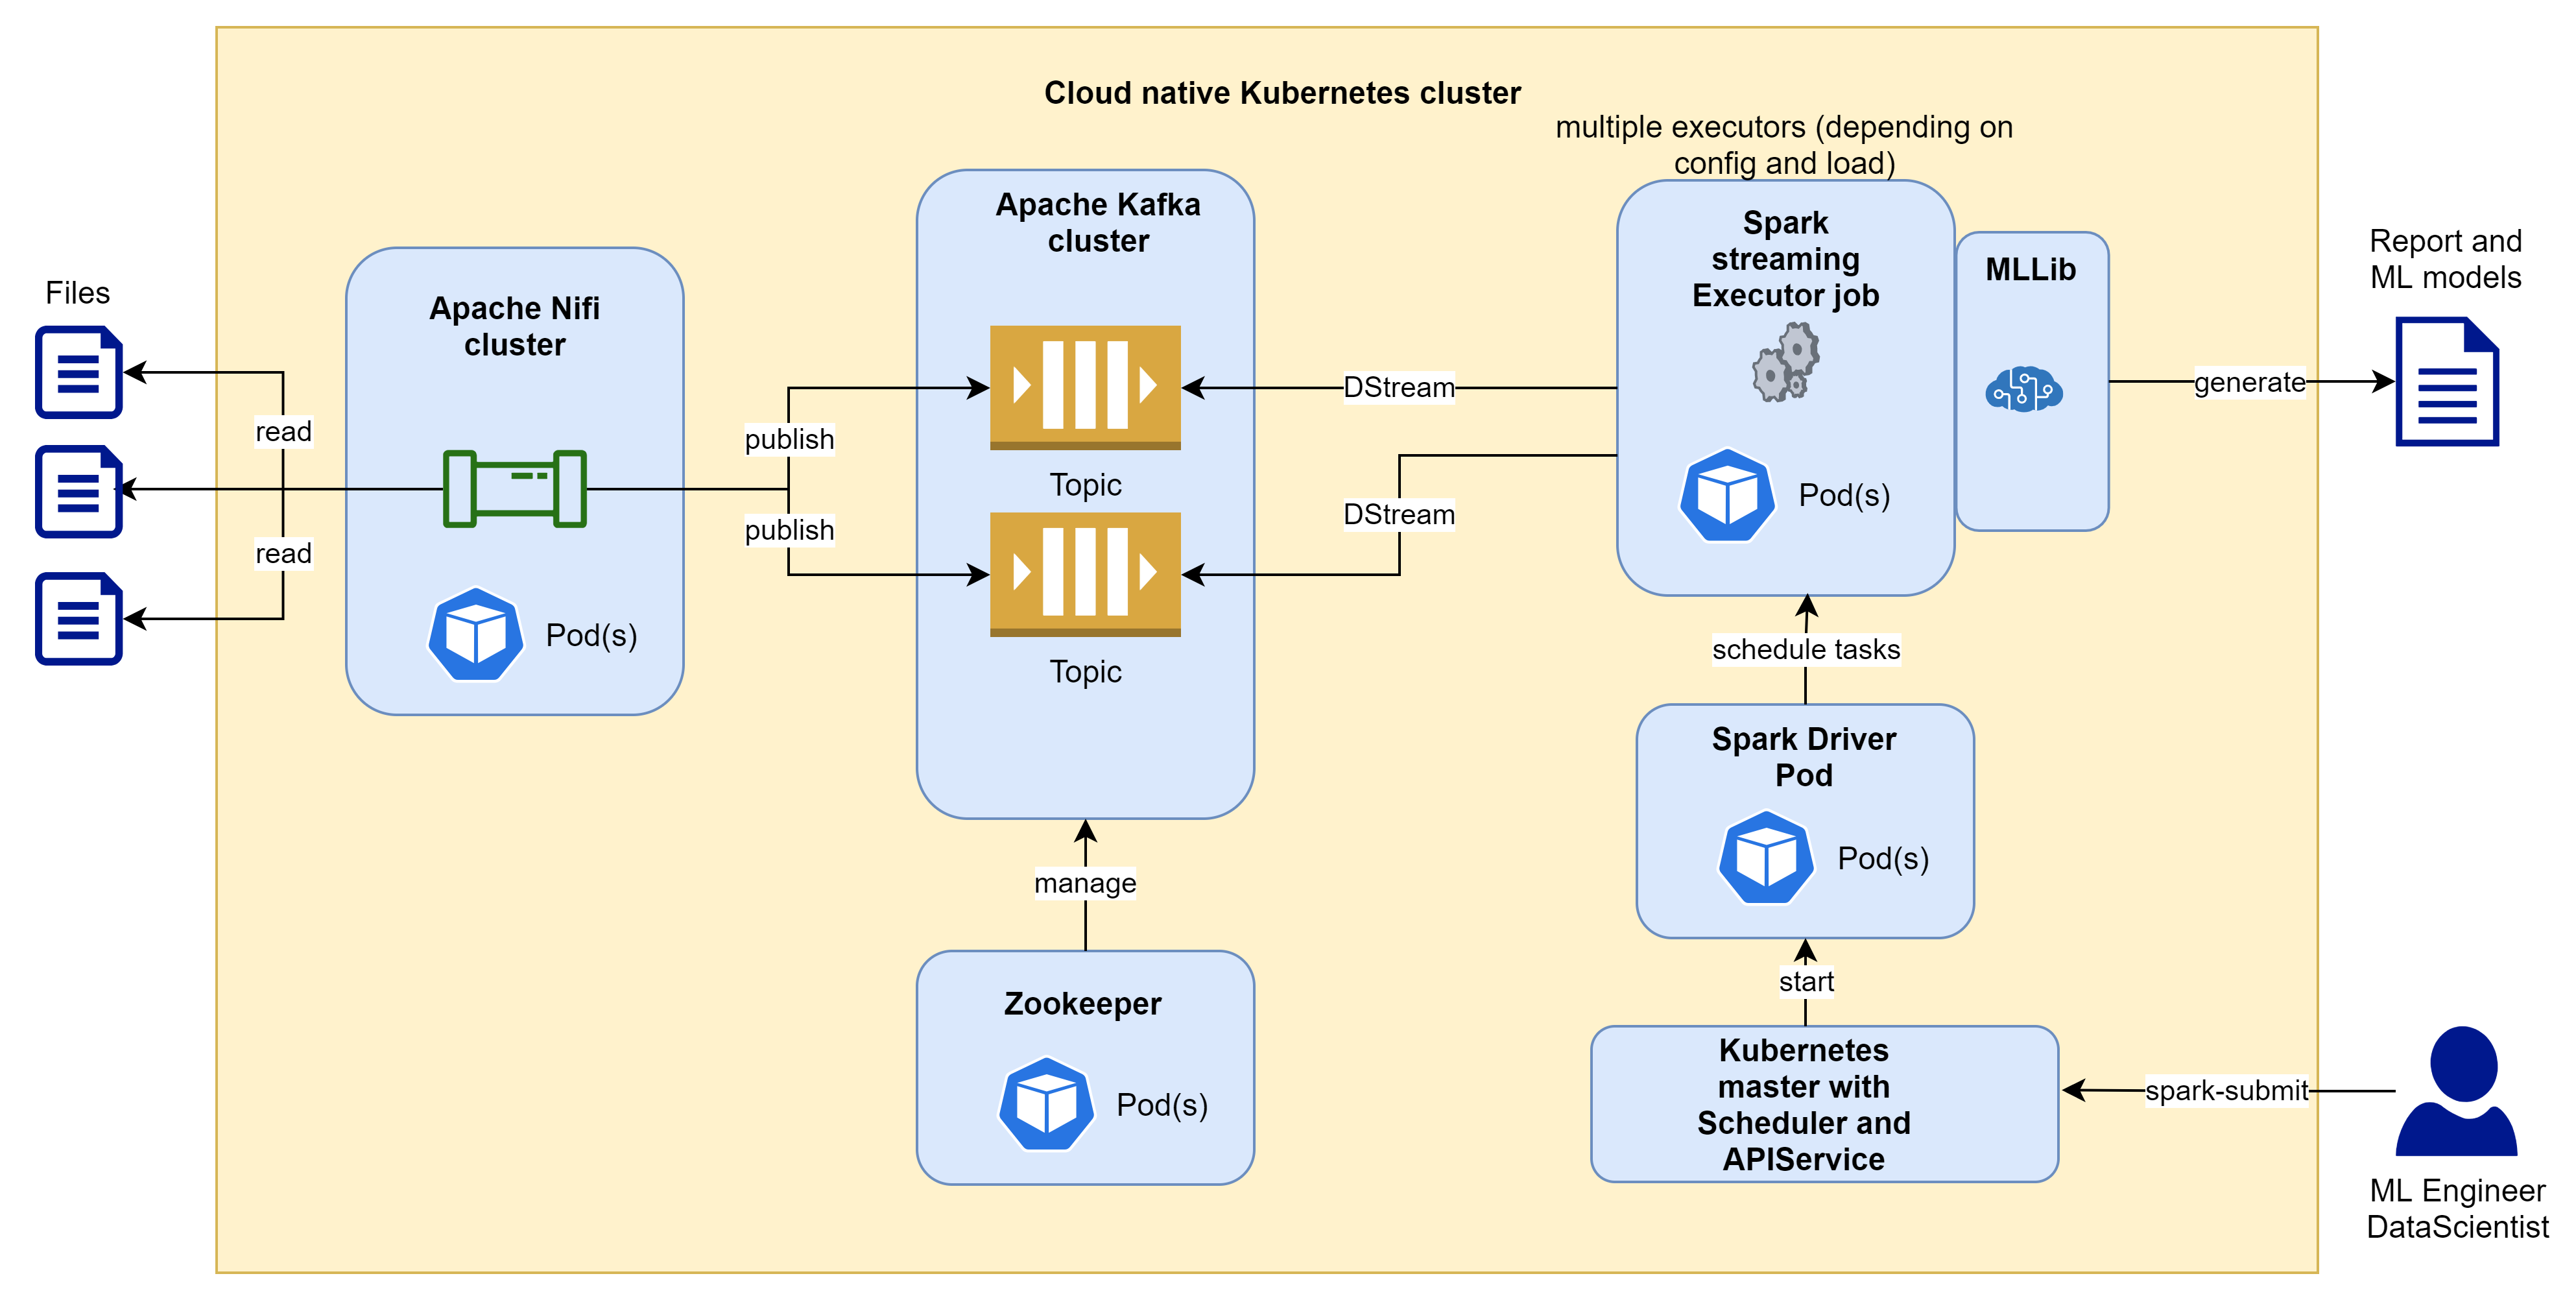 Cloud native Kubernetes cluster
multiple executors (depending on
config and load)
Files
read
read
Apache Nifi
cluster
Pod(s)
publish
publish
Apache Kafka
cluster
Topic
Topic
DStream
DStream
Spark
streaming
Executor job
Pod(s)
MLLib
generate
Report and
ML models
schedule tasks
Spark Driver
Pod
Pod(s)
manage
Zookeeper
Pod(s)
start
Kubernetes
master with
Scheduler and
APIService
spark-submit
ML Engineer
DataScientist